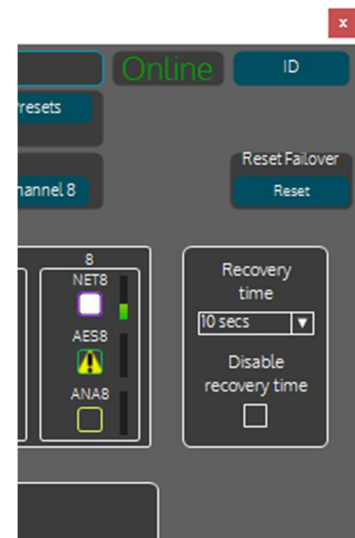 x
Online
ID
resets
Reset Failover
hannel 8
Reset
8
NET8
AES8
ANA8
Recovery
time
10 secs
Disable
recovery time